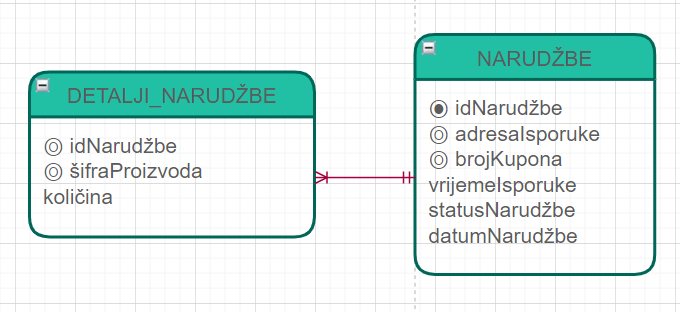 DETALJI_NARUDŽBE
idNarudžbe
šifraProizvoda
količina
NARUDŽBE
idNarudžbe
adresaIsporuke
brojKupona
vrijemeIsporuke
statusNarudžbe
datumNarudžbe